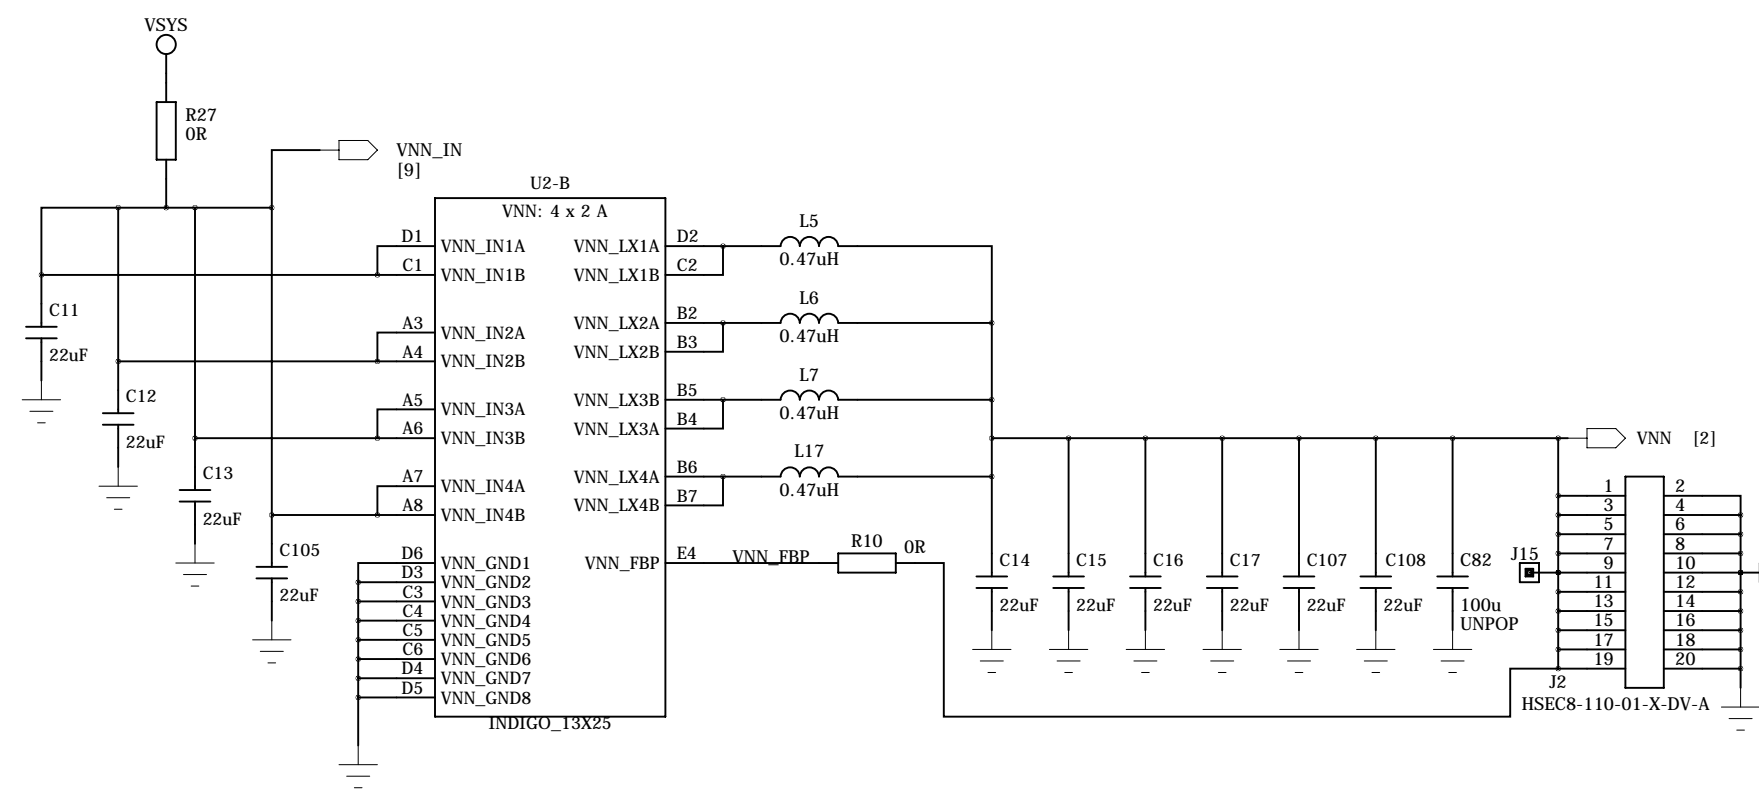 VSYS
R27
0R
VNN_IN
[9]
U2-B
VNN: 4 x 2 A
D1 VNN_IN1A
C1 VNN_IN1B
A3 VNN_IN2A
A4 VNN_IN2B
A5 VNN_IN3A
A6 VNN_IN3B
A7 VNN_IN4A
A8 VNN_IN4B
D6 VNN_GND1
D3 VNN_GND2
C3 VNN_GND3
C4 VNN_GND4
C5 VNN_GND5
C6 VNN_GND6
D4 VNN_GND7
D5 VNN_GND8
VNN_LX1A D2
VNN_LX1B C2
VNN_LX2A B2
VNN_LX2B B3
VNN_LX3B B5
VNN_LX3A B4
VNN_LX4A B6
VNN_LX4B B7
VNN_FBP E4
INDIGO_13X25
C11
22uF
C12
22uF
C13
22uF
C105
22uF
L5
0.47uH
L6
0.47uH
L7
0.47uH
L17
0.47uH
VNN_FBP
R10 0R
C14
22uF
C15
22uF
C16
22uF
C17
22uF
C107
22uF
C108
22uF
C82
100u
UNPOP
VNN [2]
J15
1 2
3 4
5 6
7 8
9 10
11 12
13 14
15 16
17 18
19 20
J2
HSEC8-110-01-X-DV-A